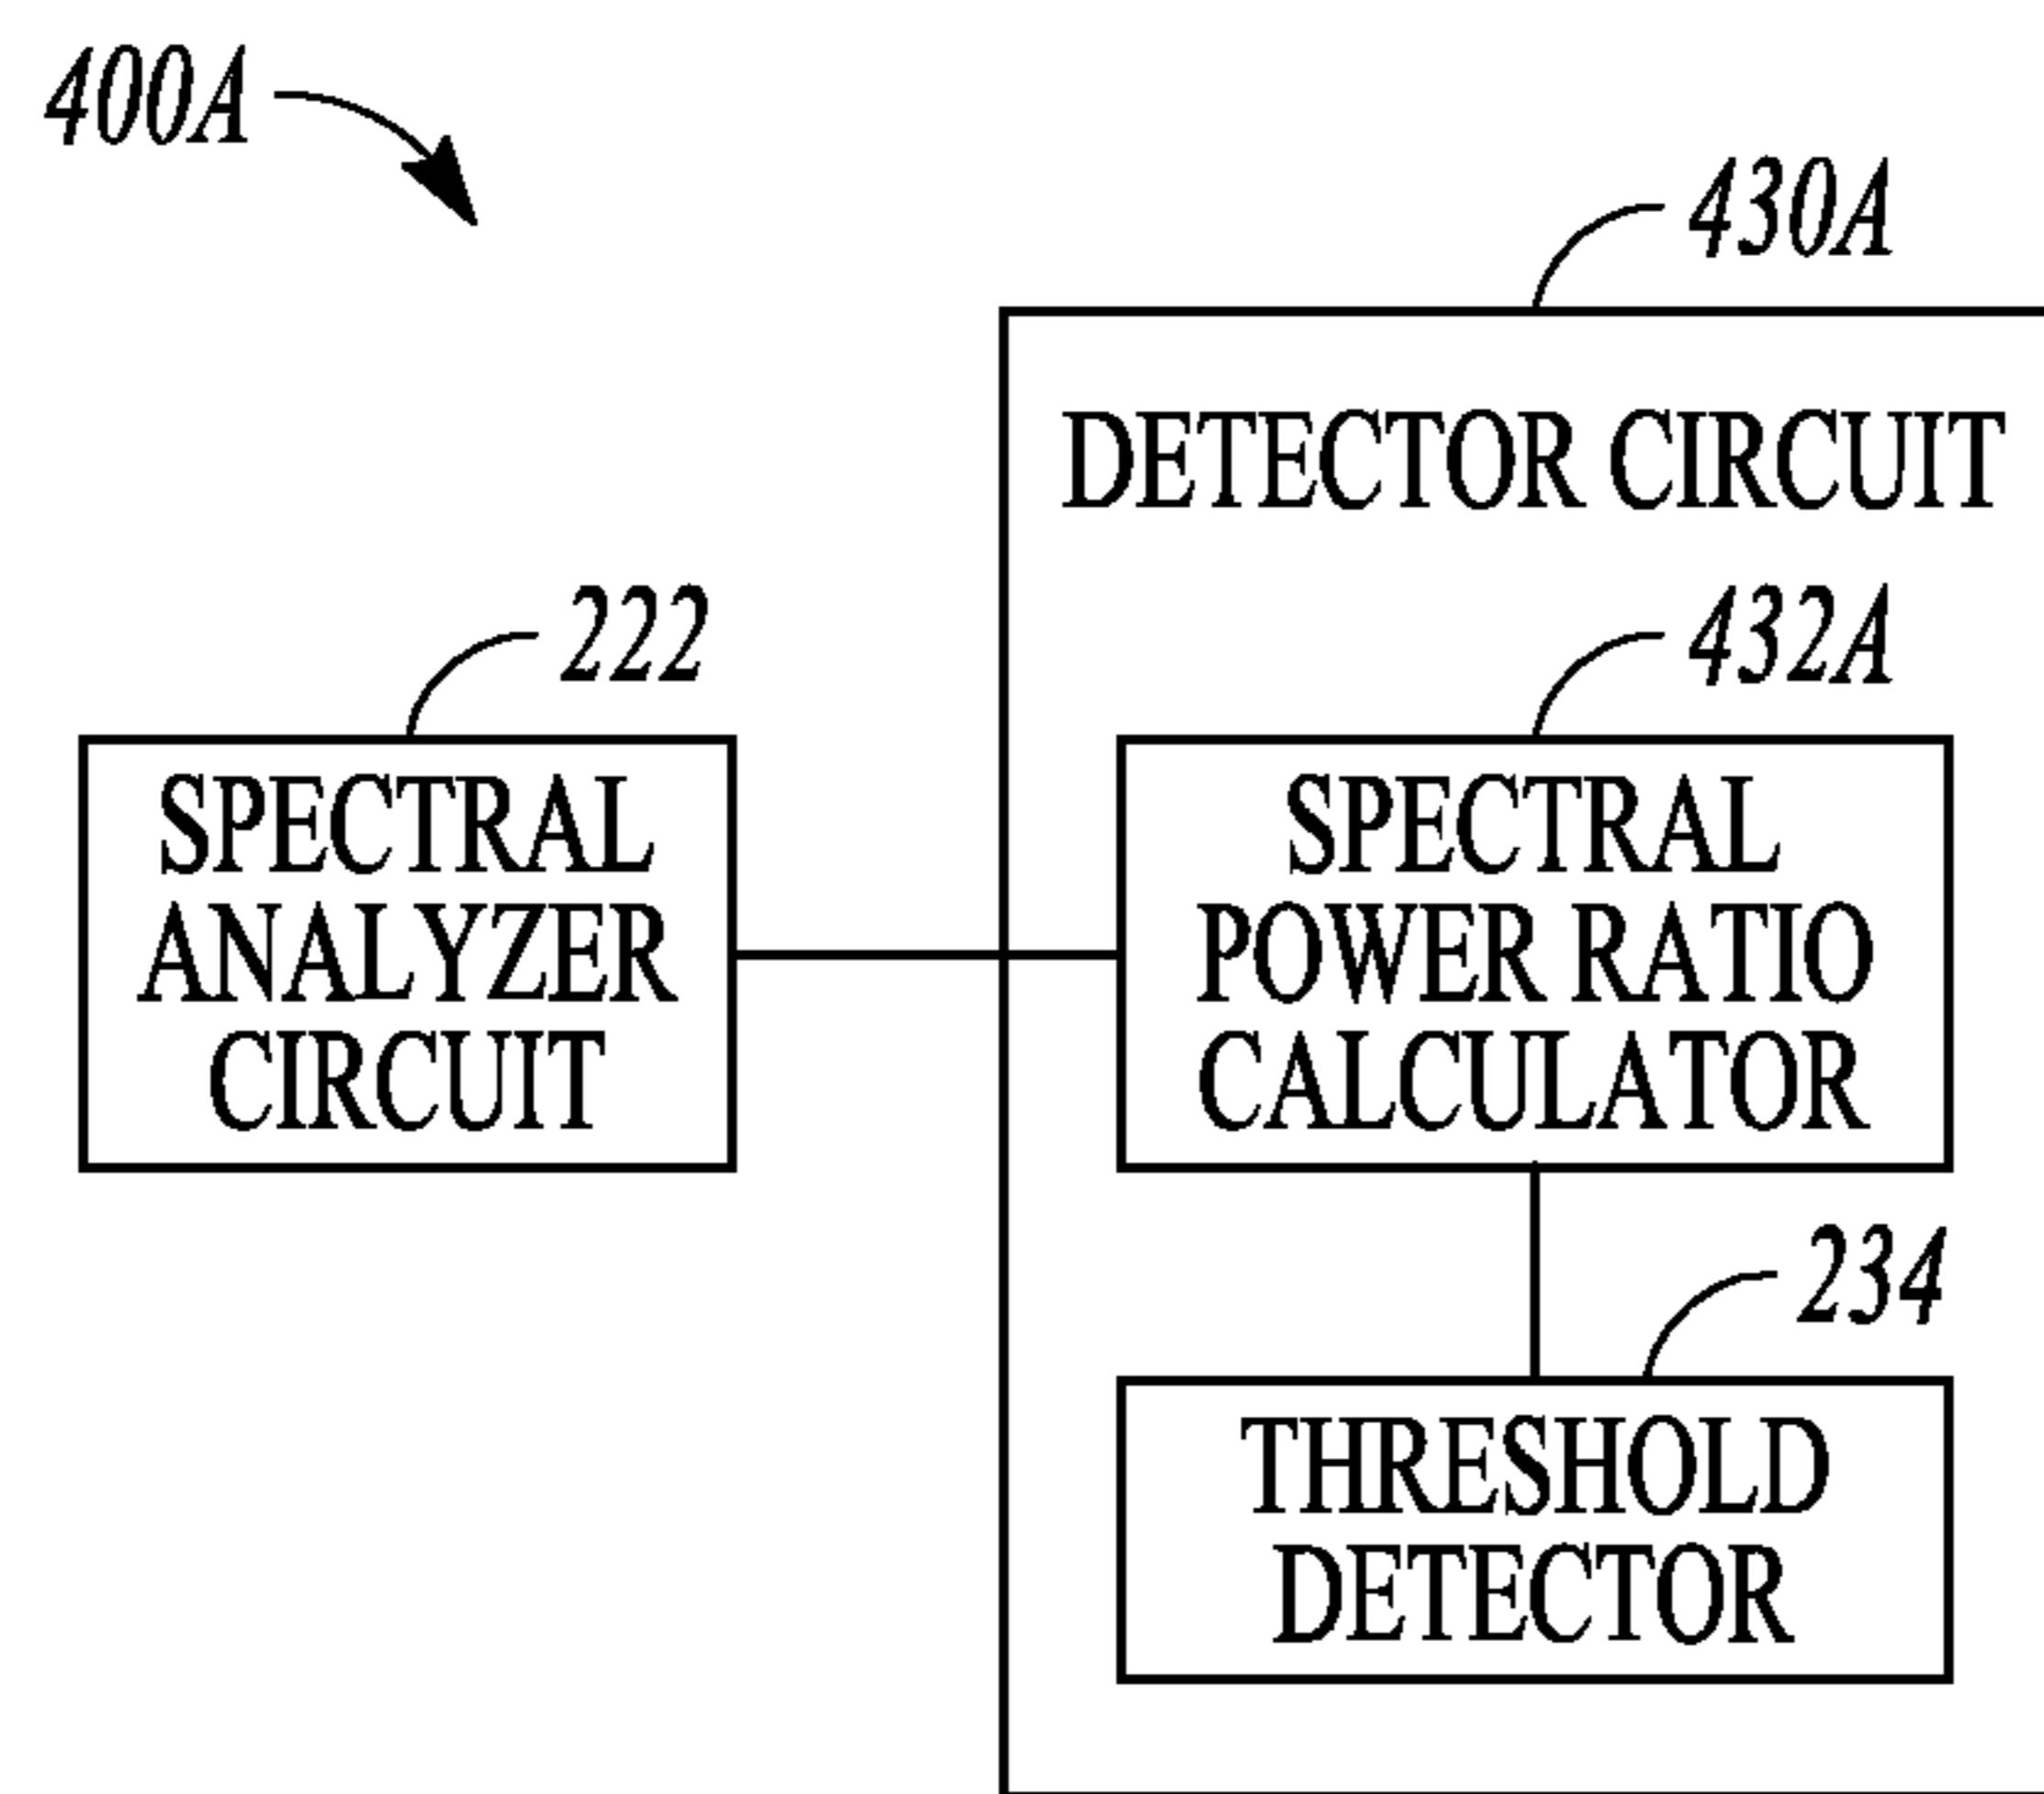 400A
430A
DETECTOR CIRCUIT
222
432A
SPECTRAL
ANALYZER
CIRCUIT
SPECTRAL
POWER RATIO
CALCULATOR
234
THRESHOLD
DETECTOR